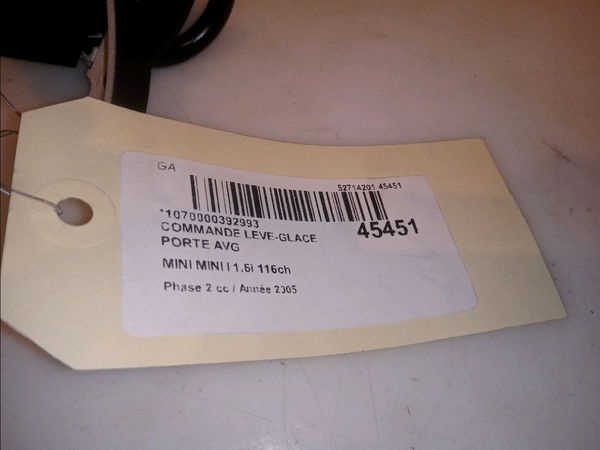 GA
52714201 45451
*1070000392993
45451
COMMANDE LEVE-GLACE
PORTE AVG
MINI MINI I 1.6i 116ch
Phase 2 cc / Année 2005